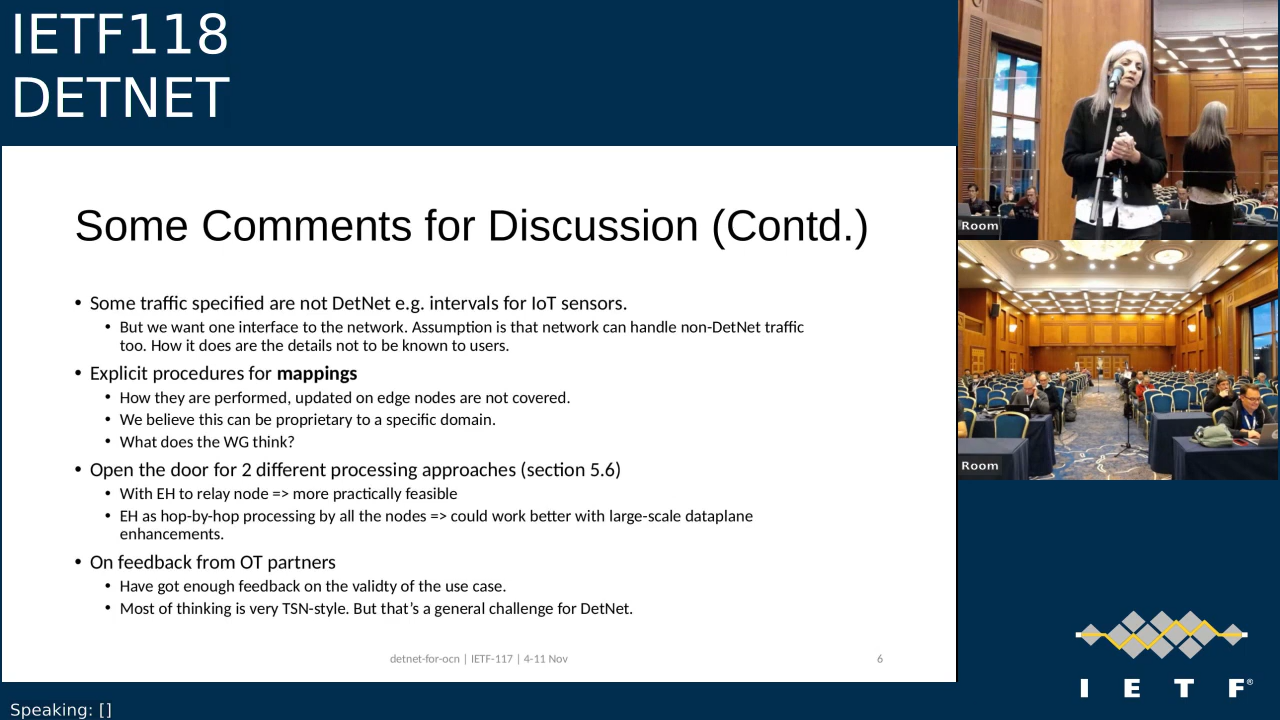 IETF118
DETNET
Some Comments for Discussion (Contd.)
• Some traffic specified are not DetNet e.g. intervals for IoT sensors.
• But we want one interface to the network. Assumption is that network can handle non-DetNet traffic
too. How it does are the details not to be known to users.
• Explicit procedures for mappings
• How they are performed, updated on edge nodes are not covered.
• We believe this can be proprietary to a specific domain.
• What does the WG think?
• Open the door for 2 different processing approaches (section 5.6)
• With EH to relay node => more practically feasible
• EH as hop-by-hop processing by all the nodes => could work better with large-scale dataplane
enhancements.
• On feedback from OT partners
• Have got enough feedback on the validty of the use case.
• Most of thinking is very TSN-style. But that's a general challenge for DetNet.
detnet-for-ocn | IETF-117 | 4-11 Nov
6
Room
Room
I E T F®
Speaking: []